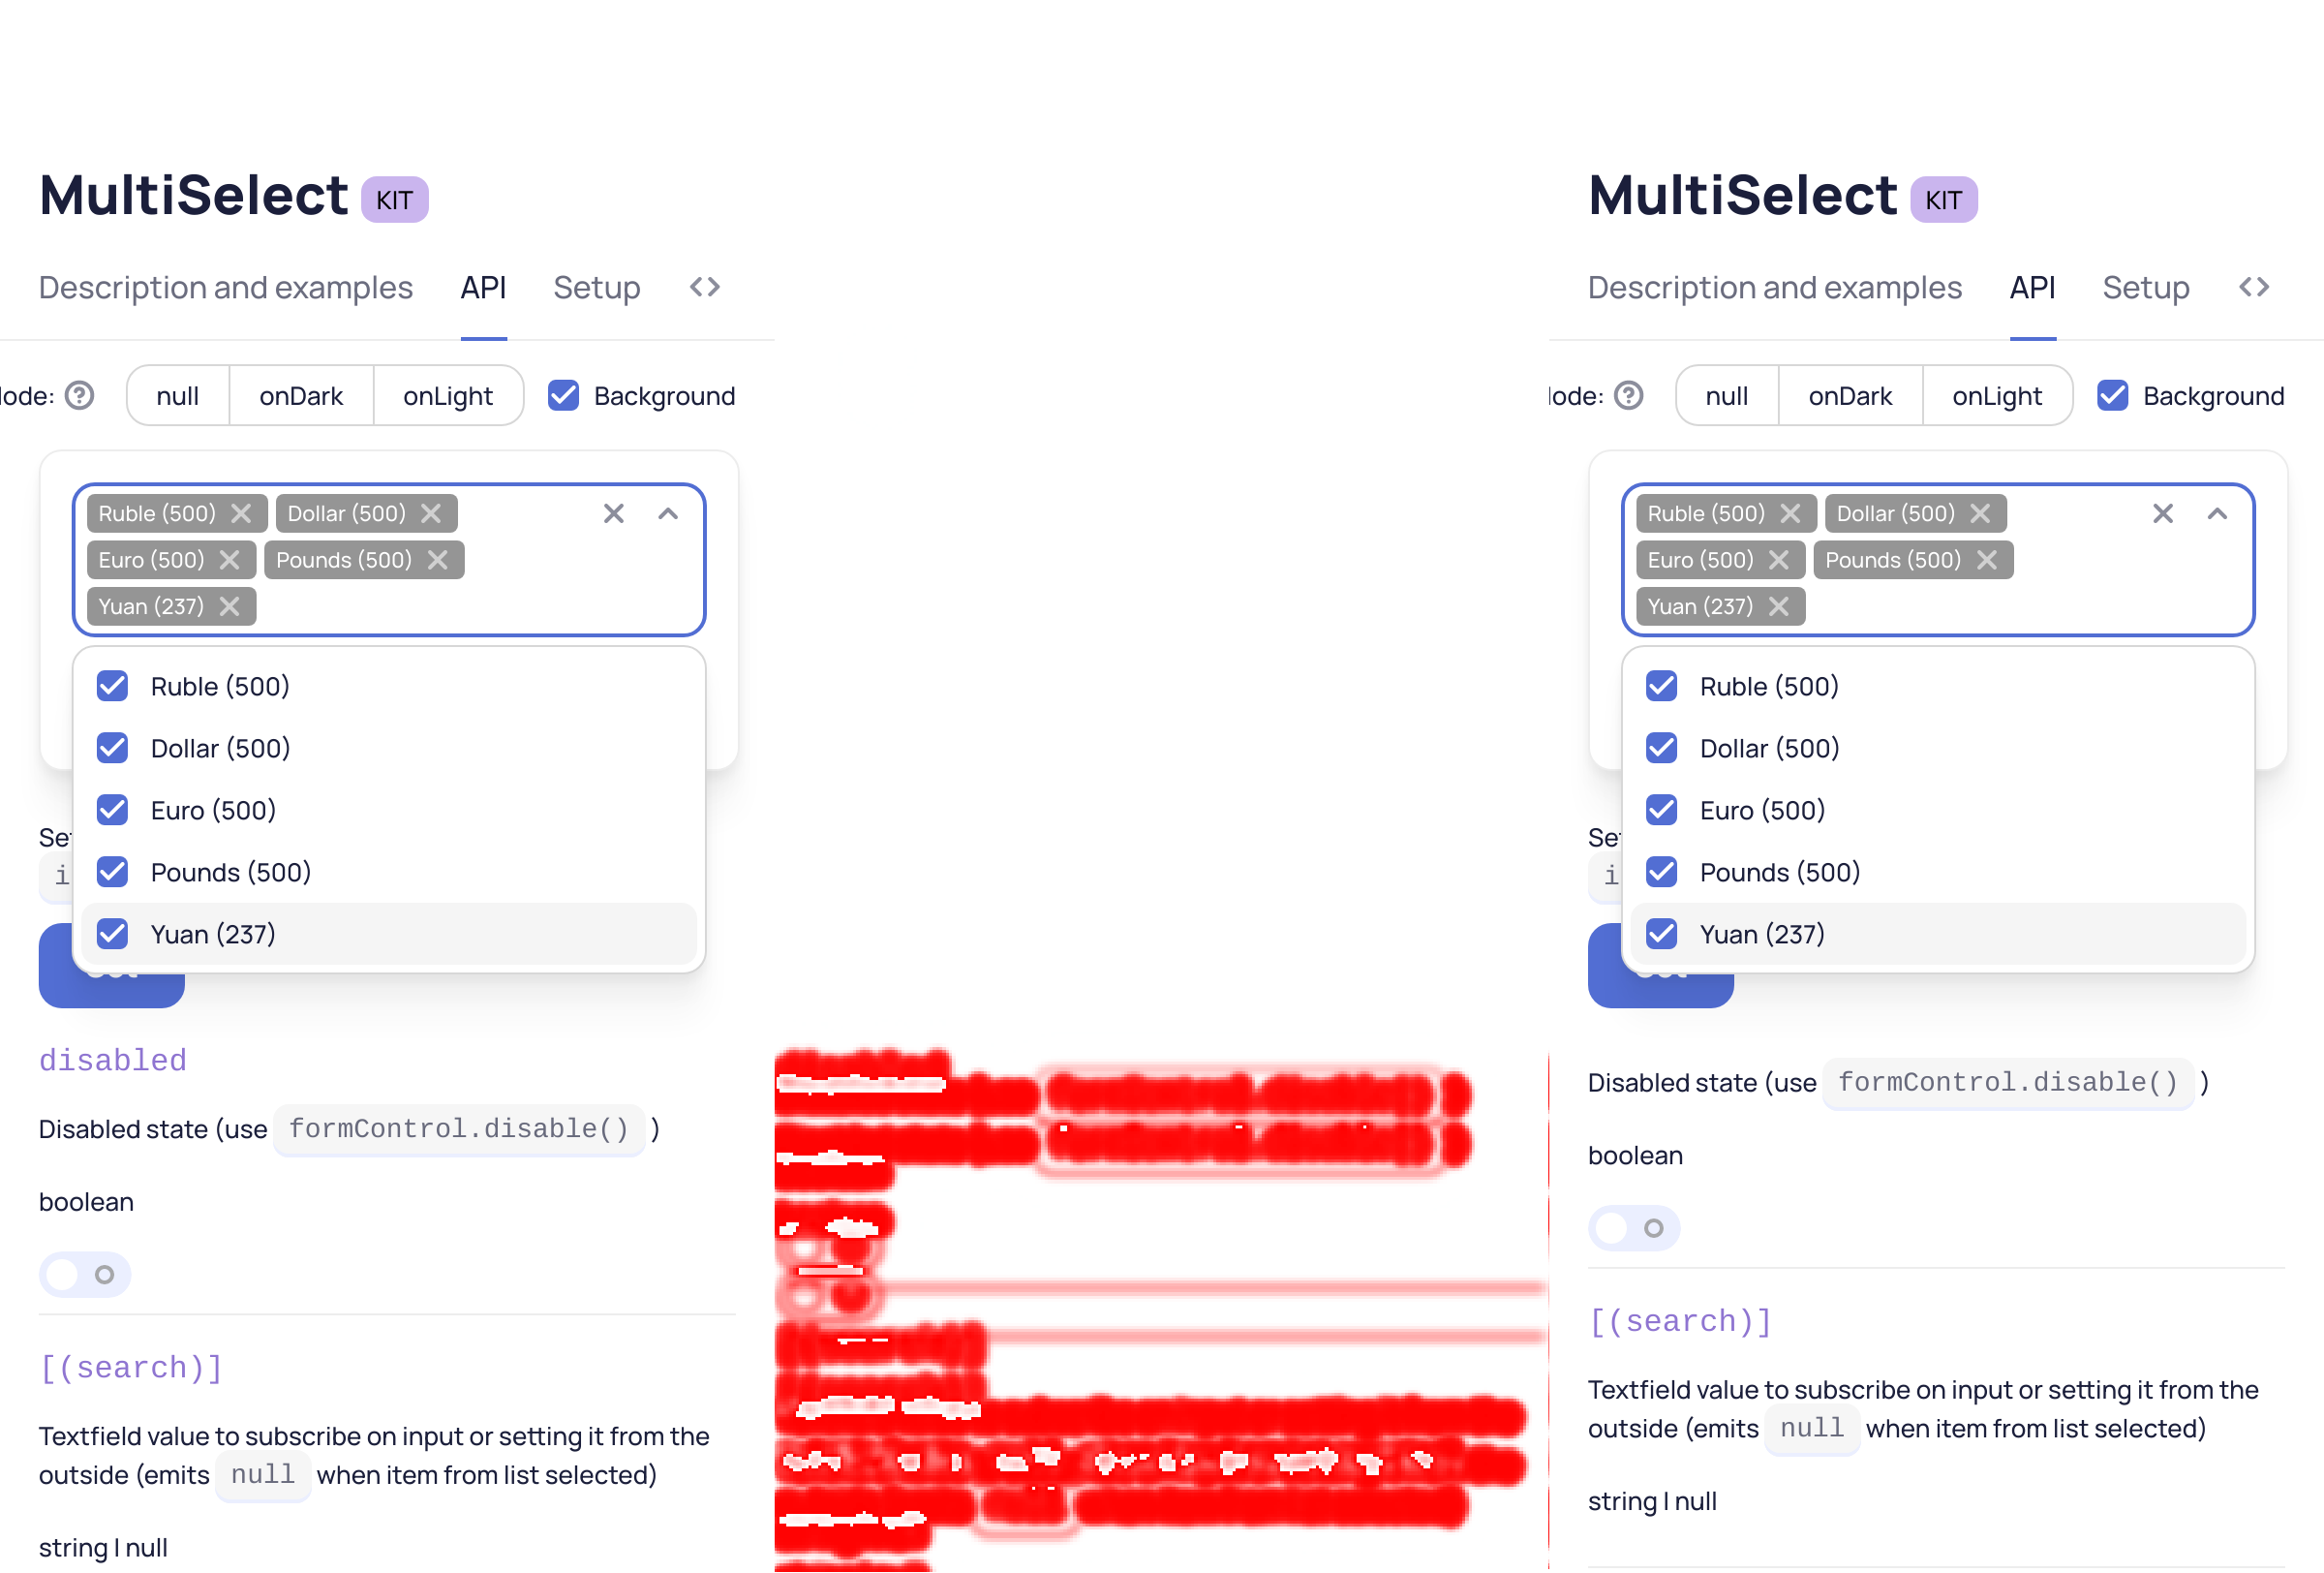 MultiSelect KIT
Description and examples API Setup <>
lode: ? null onDark onLight Background
Ruble (500) Dollar (500)
Euro (500) Pounds (500)
Yuan (237)
Ruble (500)
Dollar (500)
Euro (500)
Pounds (500)
Yuan (237)
Se
i
disabled
Disabled state (use formControl.disable() )
boolean
[(search)]
Textfield value to subscribe on input or setting it from the
outside (emits null when item from list selected)
string | null
MultiSelect KIT
Description and examples API Setup <>
lode: ? null onDark onLight Background
Ruble (500) Dollar (500)
Euro (500) Pounds (500)
Yuan (237)
Ruble (500)
Dollar (500)
Euro (500)
Pounds (500)
Yuan (237)
Se
i
Disabled state (use formControl.disable() )
boolean
[(search)]
Textfield value to subscribe on input or setting it from the
outside (emits null when item from list selected)
string | null